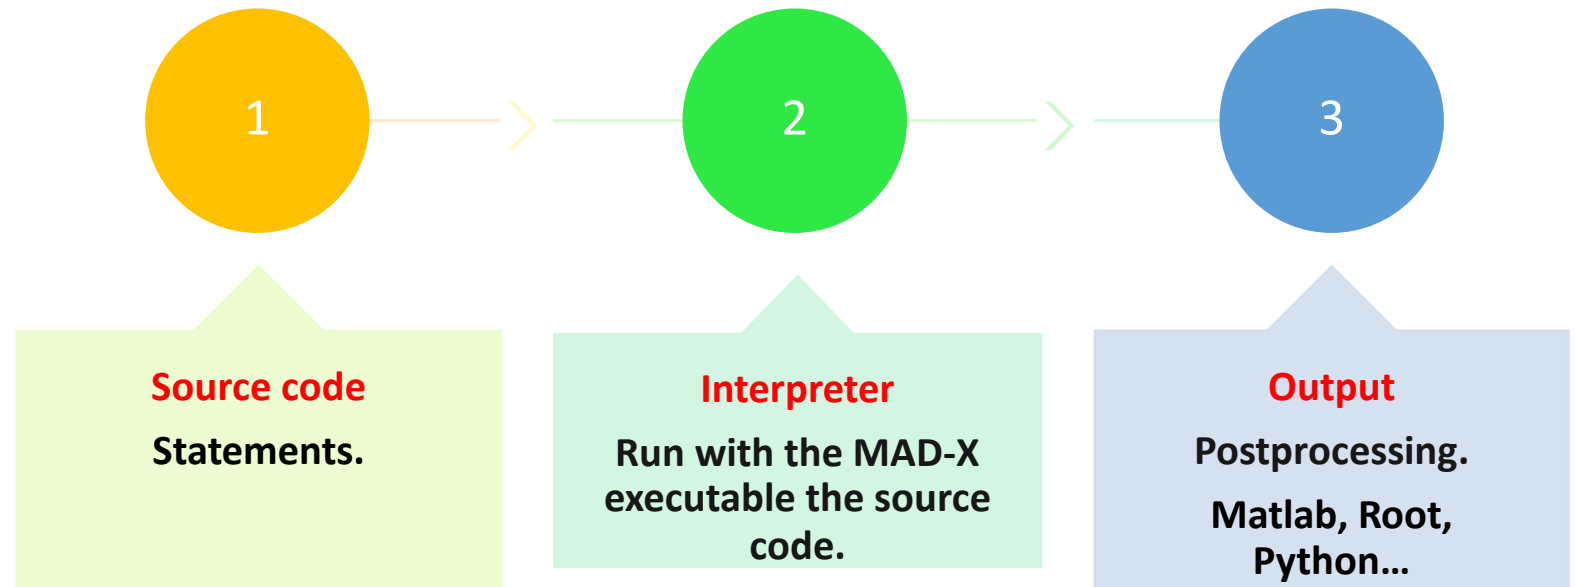 1
2
3
Source code
Statements.
Interpreter
Run with the MAD-X
executable the source
code.
Output
Postprocessing.
Matlab, Root,
Python...